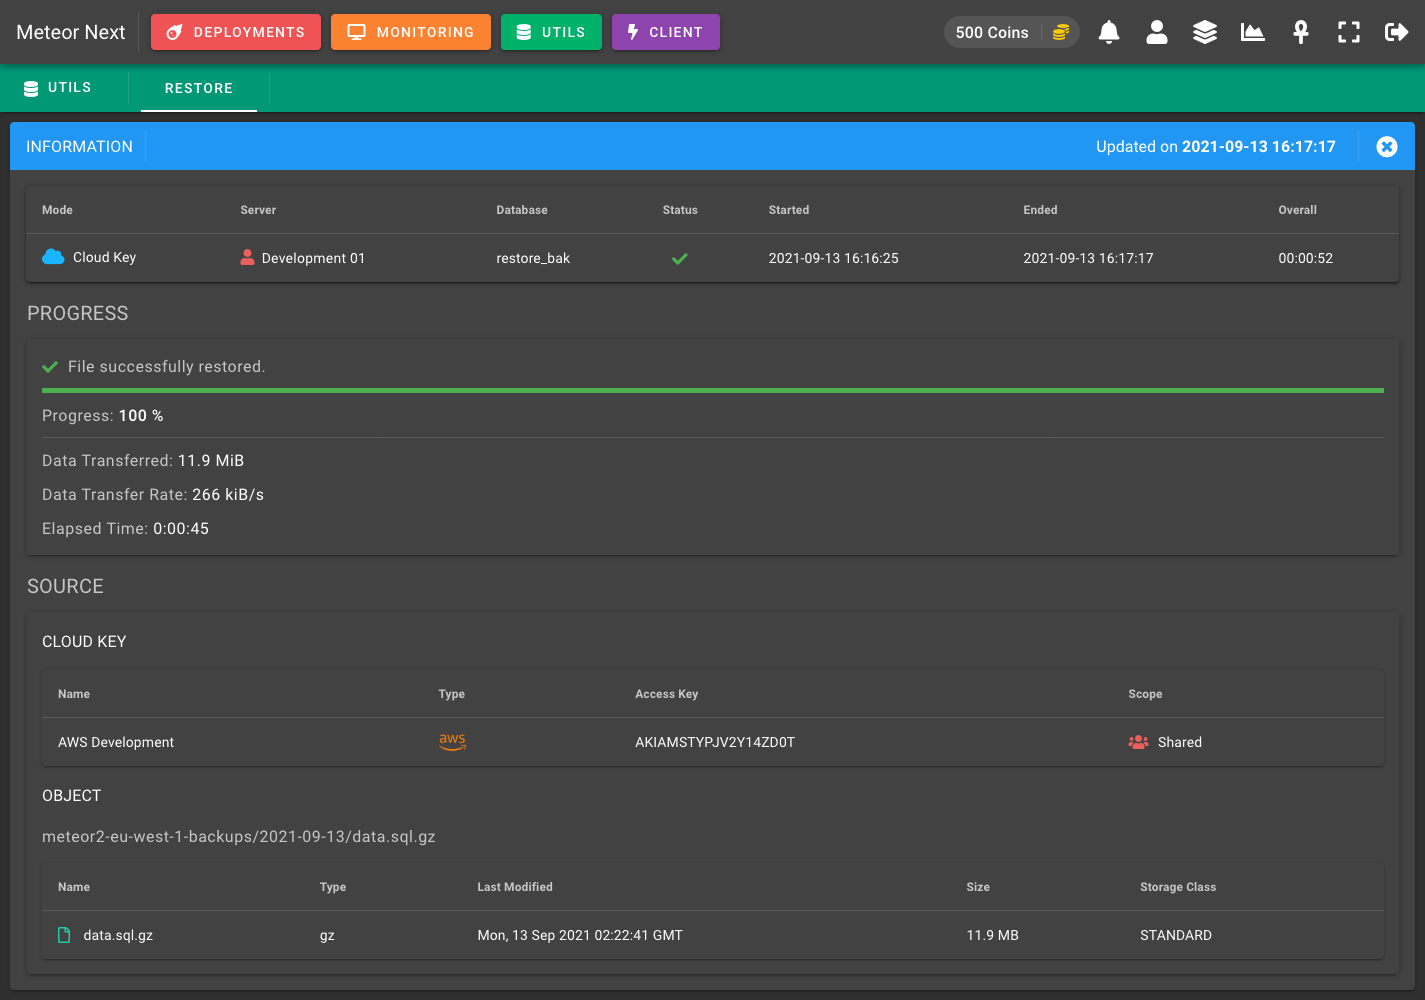 Meteor Next DEPLOYMENTS MONITORING UTILS CLIENT 500 Coins
UTILS RESTORE
INFORMATION Updated on 2021-09-13 16:17:17
Mode Server Database Status Started Ended Overall
Cloud Key Development 01 restore_bak 2021-09-13 16:16:25 2021-09-13 16:17:17 00:00:52
PROGRESS
File successfully restored.
Progress: 100 %
Data Transferred: 11.9 MiB
Data Transfer Rate: 266 kiB/s
Elapsed Time: 0:00:45
SOURCE
CLOUD KEY
Name Type Access Key Scope
AWS Development aws AKIAMSTYPJV2Y14ZD0T Shared
OBJECT
meteor2-eu-west-1-backups/2021-09-13/data.sql.gz
Name Type Last Modified Size Storage Class
data.sql.gz gz Mon, 13 Sep 2021 02:22:41 GMT 11.9 MB STANDARD